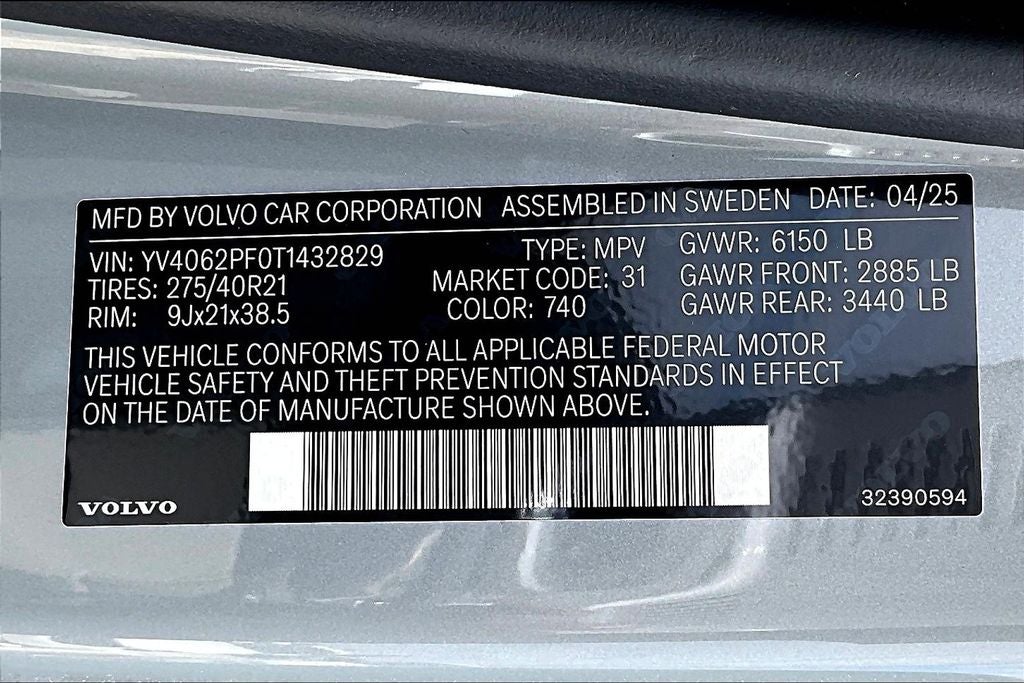 MFD BY VOLVO CAR CORPORATION ASSEMBLED IN SWEDEN DATE: 04/25
VIN: YV4062PF0T1432829 TYPE: MPV GVWR: 6150 LB
TIRES: 275/40R21 MARKET CODE: 31 GAWR FRONT: 2885 LB
RIM: 9Jx21x38.5 COLOR: 740 GAWR REAR: 3440 LB
THIS VEHICLE CONFORMS TO ALL APPLICABLE FEDERAL MOTOR
VEHICLE SAFETY AND THEFT PREVENTION STANDARDS IN EFFECT
ON THE DATE OF MANUFACTURE SHOWN ABOVE.
VOLVO 32390594